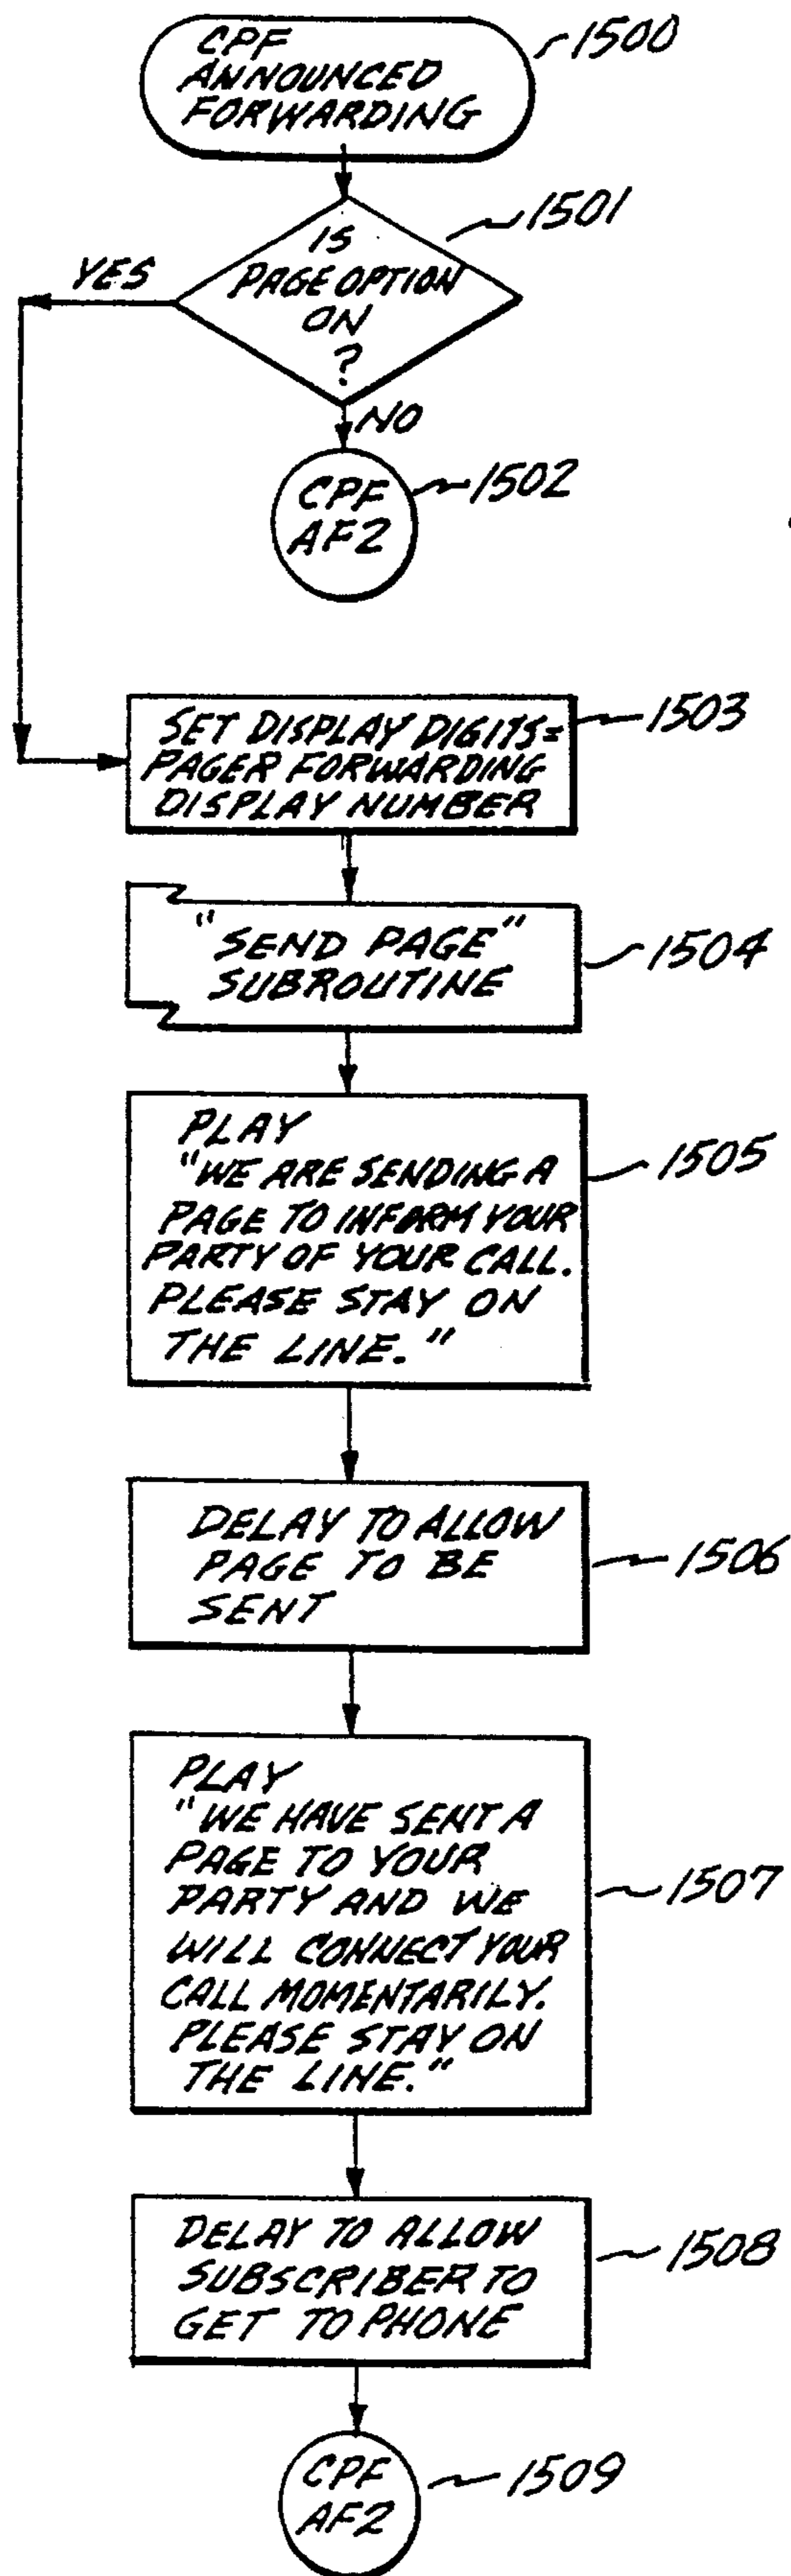 CPF
ANNOUNCED
FORWARDING
1500
IS
PAGE OPTION
ON
?
1501
YES
NO
CPF
AF2
1502
SET DISPLAY DIGITS=
PAGER FORWARDING
DISPLAY NUMBER
1503
"SEND PAGE"
SUBROUTINE
1504
PLAY
"WE ARE SENDING A
PAGE TO INFORM YOUR
PARTY OF YOUR CALL.
PLEASE STAY ON
THE LINE."
1505
DELAY TO ALLOW
PAGE TO BE
SENT
1506
PLAY
"WE HAVE SENT A
PAGE TO YOUR
PARTY AND WE
WILL CONNECT YOUR
CALL MOMENTARILY.
PLEASE STAY ON
THE LINE."
1507
DELAY TO ALLOW
SUBSCRIBER TO
GET TO PHONE
1508
CPF
AF2
1509